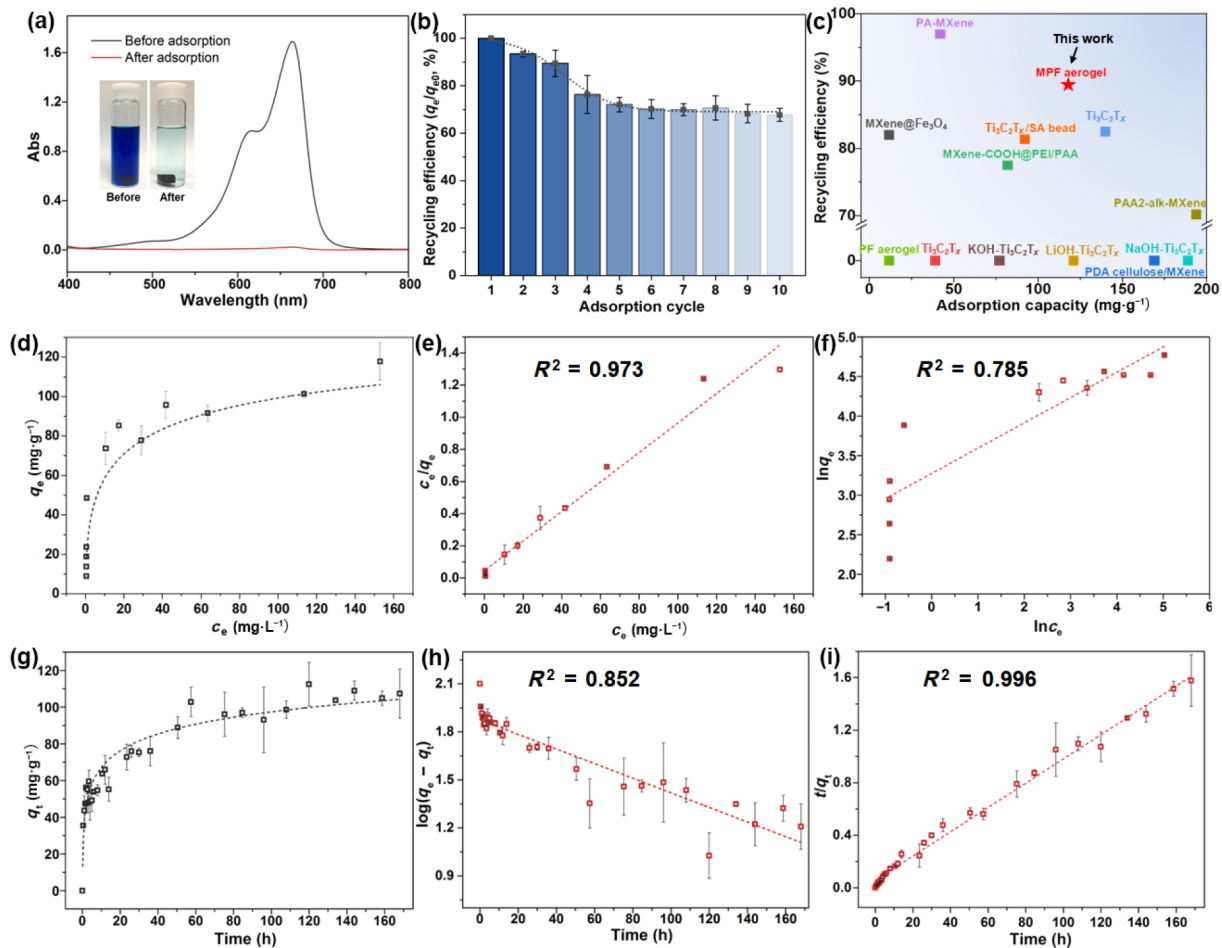 (a)
Before adsorption
After adsorption
Before After
Abs
1.8
1.2
0.6
0.0
400 500 600 700 800
Wavelength (nm)
(b)
Recycling efficiency (qₑ/qₑ₀, %)
100
80
60
40
20
0
1 2 3 4 5 6 7 8 9 10
Adsorption cycle
(c)
Recycling efficiency (%)
100
90
80
70
0
PA-MXene
This work
MPF aerogel
MXene@Fe₃O₄
Ti₃C₂Tₓ/SA bead
Ti₃C₂Tₓ
MXene-COOH@PEI/PAA
PAA2-alk-MXene
PF aerogel Ti₃C₂Tₓ KOH-Ti₃C₂Tₓ LiOH-Ti₃C₂Tₓ NaOH-Ti₃C₂Tₓ
PDA cellulose/MXene
0 50 100 150 200
Adsorption capacity (mg·g⁻¹)
(d)
qₑ (mg·g⁻¹)
120
100
80
60
40
20
0
0 20 40 60 80 100 120 140 160
cₑ (mg·L⁻¹)
(e)
R² = 0.973
cₑ/qₑ
1.4
1.2
1.0
0.8
0.6
0.4
0.2
0.0
0 20 40 60 80 100 120 140 160
cₑ (mg·L⁻¹)
(f)
R² = 0.785
lnqₑ
5.0
4.5
4.0
3.5
3.0
2.5
2.0
−1 0 1 2 3 4 5 6
lncₑ
(g)
qₜ (mg·g⁻¹)
120
100
80
60
40
20
0
0 20 40 60 80 100 120 140 160
Time (h)
(h)
R² = 0.852
log(qₑ − qₜ)
2.1
1.8
1.5
1.2
0.9
0 20 40 60 80 100 120 140 160
Time (h)
(i)
R² = 0.996
t/qₜ
1.6
1.2
0.8
0.4
0.0
0 20 40 60 80 100 120 140 160
Time (h)